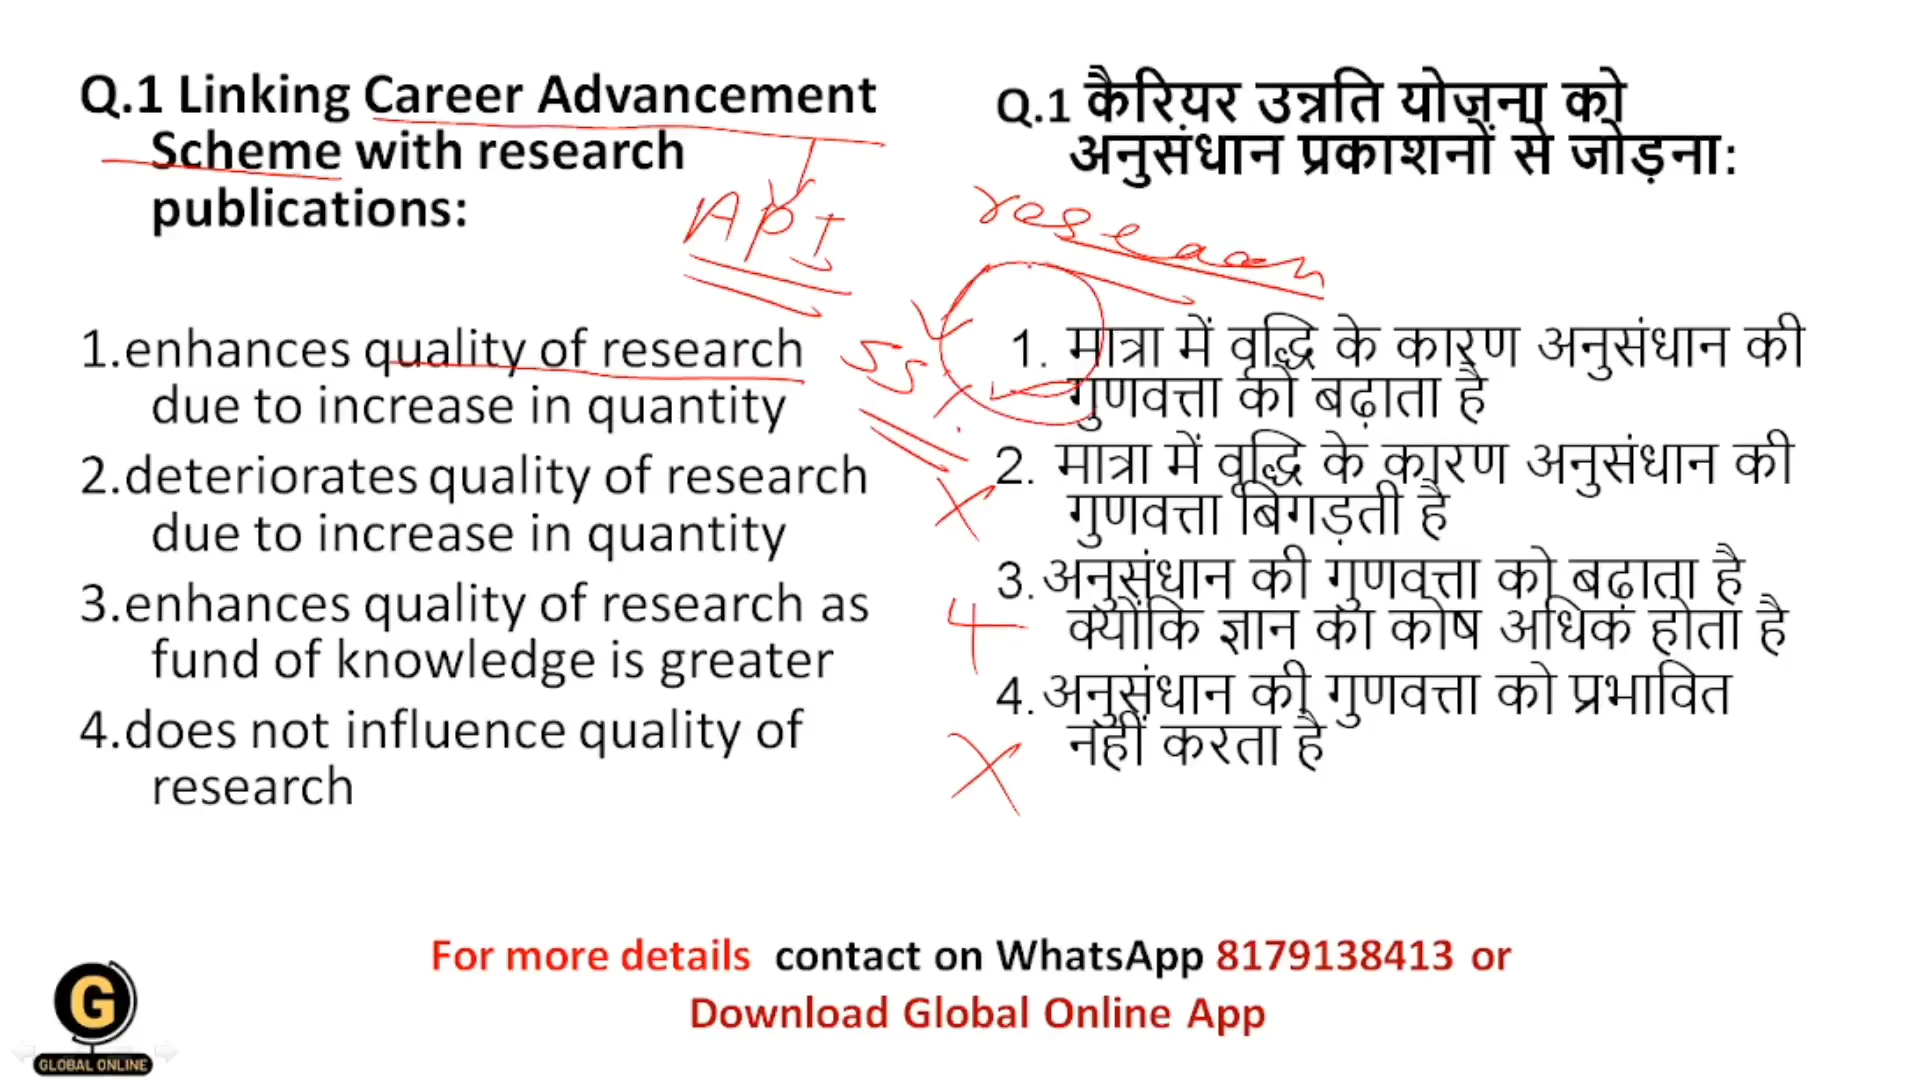 Q.1 Linking Career Advancement
Scheme with research
publications:
API
1.enhances quality of research
due to increase in quantity
2.deteriorates quality of research
due to increase in quantity
3.enhances quality of research as
fund of knowledge is greater
4.does not influence quality of
research
Q.1 कैरियर उन्नति योजना को
अनुसंधान प्रकाशनों से जोड़ना:
1. मात्रा में वृद्धि के कारण अनुसंधान की
गुणवत्ता को बढ़ाता है
2. मात्रा में वृद्धि के कारण अनुसंधान की
गुणवत्ता बिगड़ती है
3.अनुसंधान की गुणवत्ता को बढ़ाता है
क्योंकि ज्ञान का कोष अधिक होता है
4.अनुसंधान की गुणवत्ता को प्रभावित
नहीं करता है
For more details contact on WhatsApp 8179138413 or
Download Global Online App
G
GLOBAL ONLINE